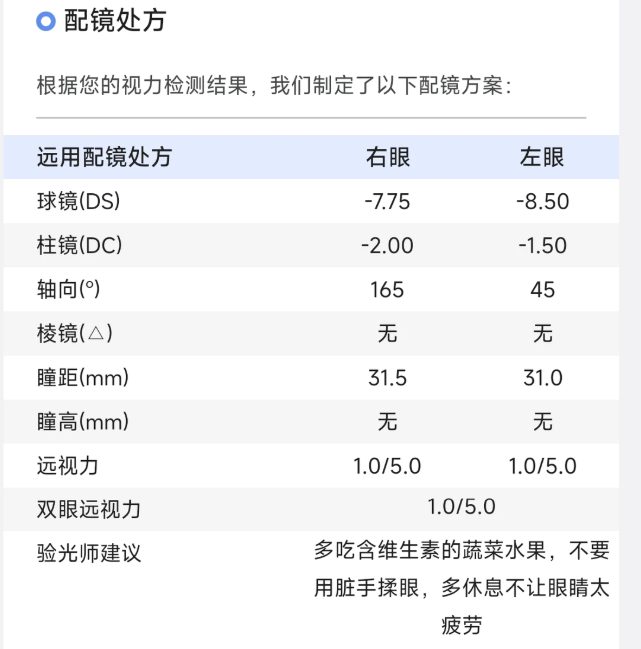 配镜处方
根据您的视力检测结果，我们制定了以下配镜方案：
远用配镜处方 右眼 左眼
球镜(DS) -7.75 -8.50
柱镜(DC) -2.00 -1.50
轴向(°) 165 45
棱镜(△) 无 无
瞳距(mm) 31.5 31.0
瞳高(mm) 无 无
远视力 1.0/5.0 1.0/5.0
双眼远视力 1.0/5.0
验光师建议 多吃含维生素的蔬菜水果，不要
用脏手揉眼，多休息不让眼睛太
疲劳